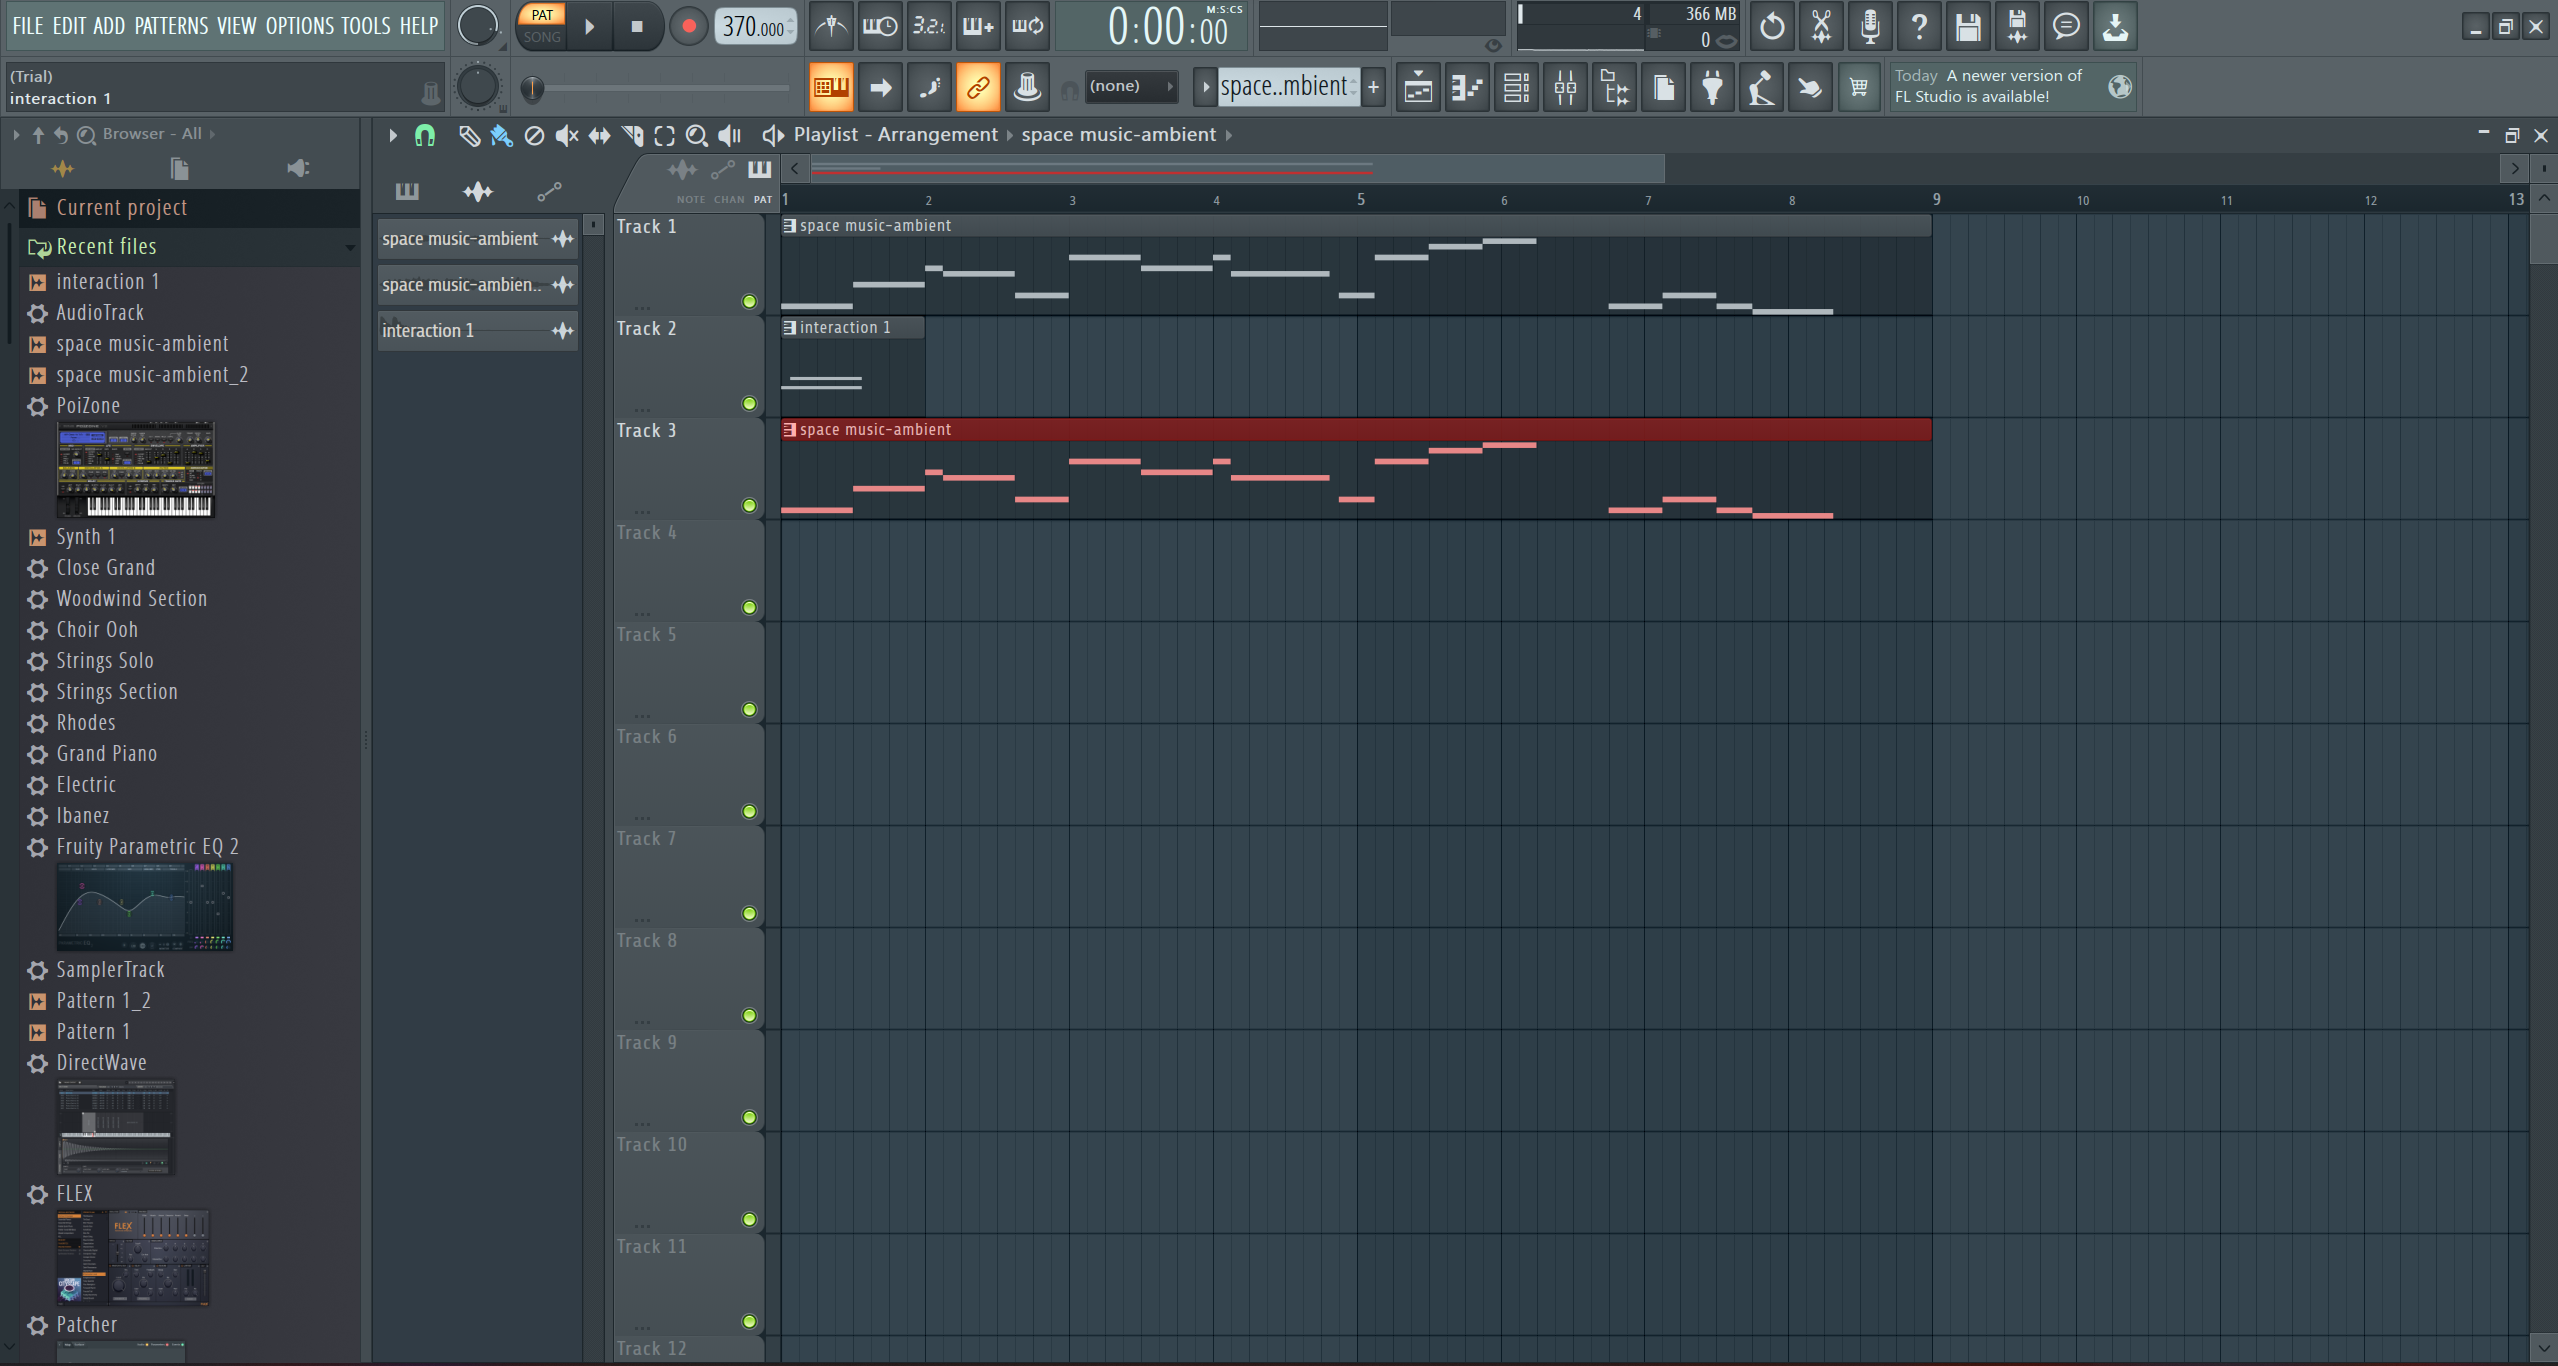 FILE EDIT ADD PATTERNS VIEW OPTIONS TOOLS HELP
PAT
SONG
370.000
3.2.1
M:S:CS
0:00:00
4
366 MB
0
(Trial)
interaction 1
(none)
space..mbient
+
Today A newer version of
FL Studio is available!
Browser - All
Playlist - Arrangement
space music-ambient
NOTE CHAN PAT
1 2 3 4 5 6 7 8 9 10 11 12 13
Current project
Recent files
interaction 1
AudioTrack
space music-ambient
space music-ambient_2
PoiZone
Synth 1
Close Grand
Woodwind Section
Choir Ooh
Strings Solo
Strings Section
Rhodes
Grand Piano
Electric
Ibanez
Fruity Parametric EQ 2
SamplerTrack
Pattern 1_2
Pattern 1
DirectWave
FLEX
FLEX
Patcher
space music-ambient
space music-ambien..
interaction 1
Track 1
space music-ambient
Track 2
interaction 1
Track 3
space music-ambient
Track 4
Track 5
Track 6
Track 7
Track 8
Track 9
Track 10
Track 11
Track 12